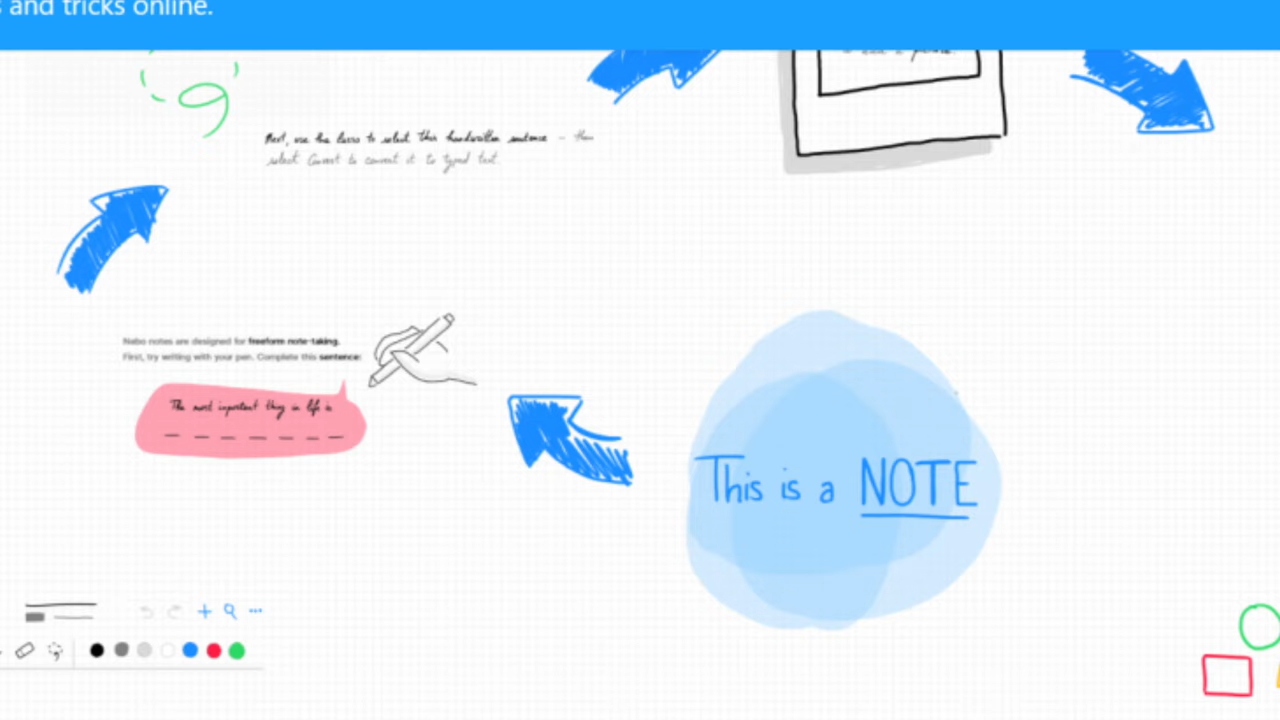 and tricks online.
Next, use the lasso to select this handwritten sentence - then
select Convert to convert it to typed text.
Nebo notes are designed for freeform note-taking.
First, try writing with your pen. Complete this sentence:
The most important thing in life is
This is a NOTE